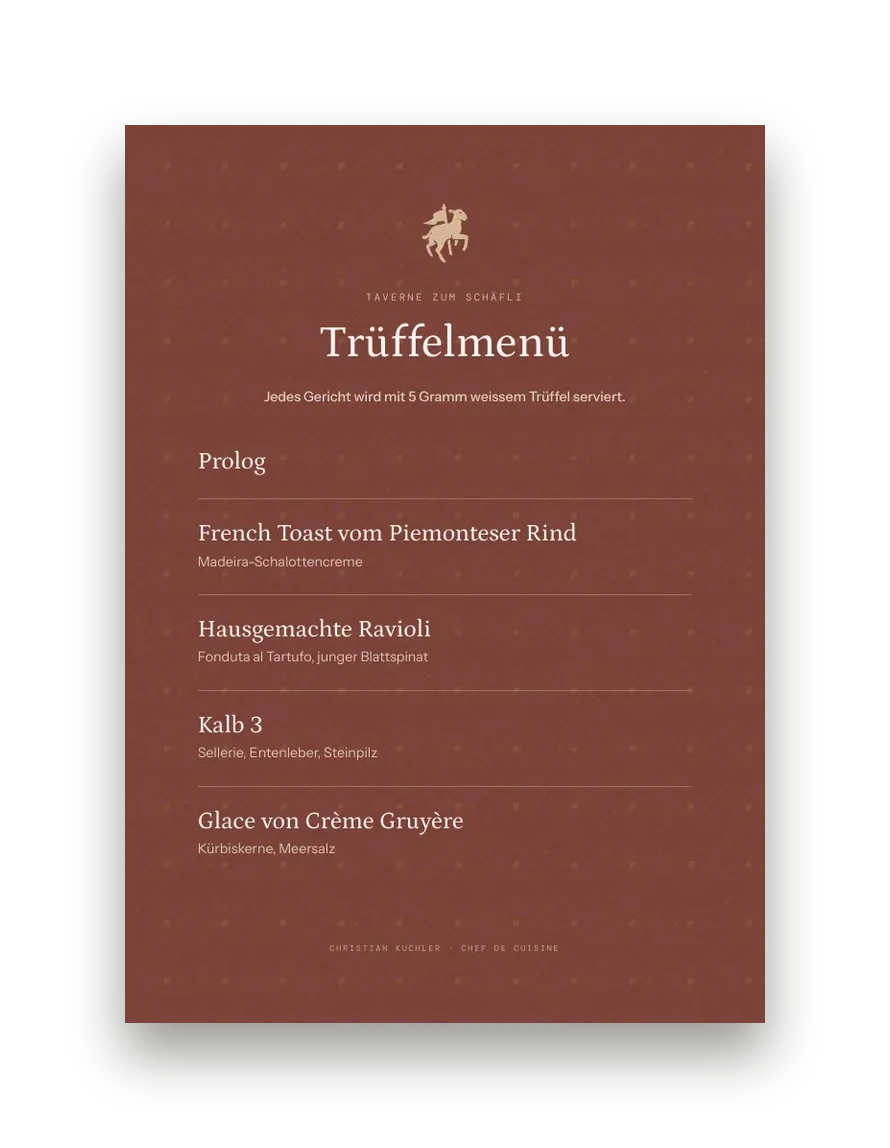 TAVERNE ZUM SCHÄFLI
Trüffelmenü
Jedes Gericht wird mit 5 Gramm weissem Trüffel serviert.
Prolog
French Toast vom Piemonteser Rind
Madeira-Schalottencreme
Hausgemachte Ravioli
Fonduta al Tartufo, junger Blattspinat
Kalb 3
Sellerie, Entenleber, Steinpilz
Glace von Crème Gruyère
Kürbiskerne, Meersalz
CHRISTIAN KUCHLER · CHEF DE CUISINE